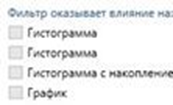 Фильтр оказывает влияние на
Гистограмма
Гистограмма
Гистограмма с накопление
График